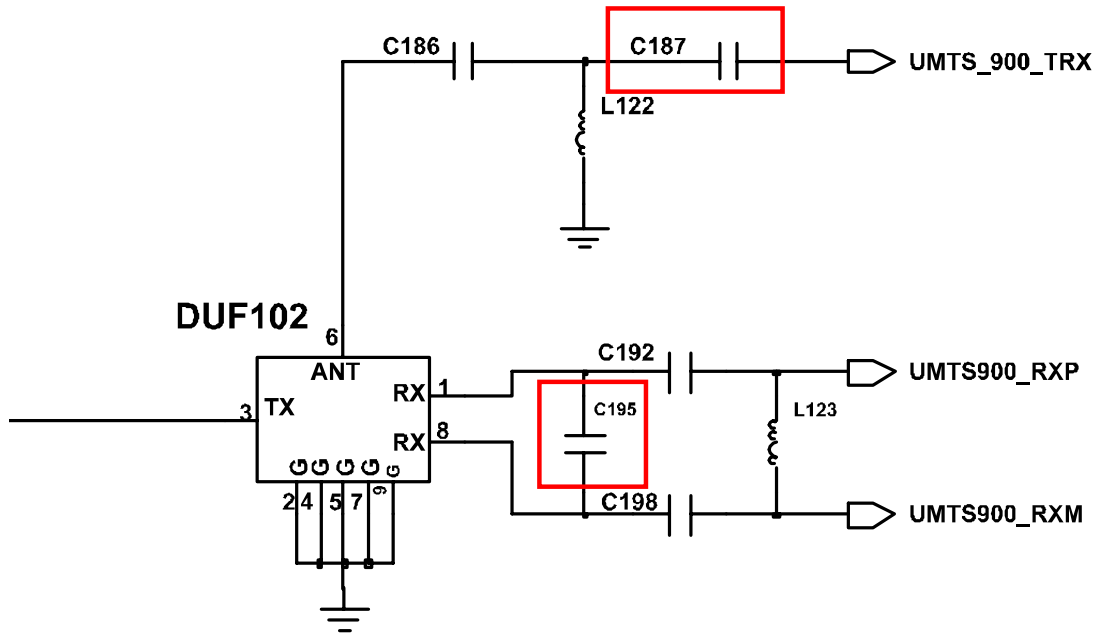 C186
C187
UMTS_900_TRX
L122
DUF102
6
ANT
C192
UMTS900_RXP
RX
1
C195
L123
3
TX
RX
8
G G G G G
C198
UMTS900_RXM
2 4 5 7 9